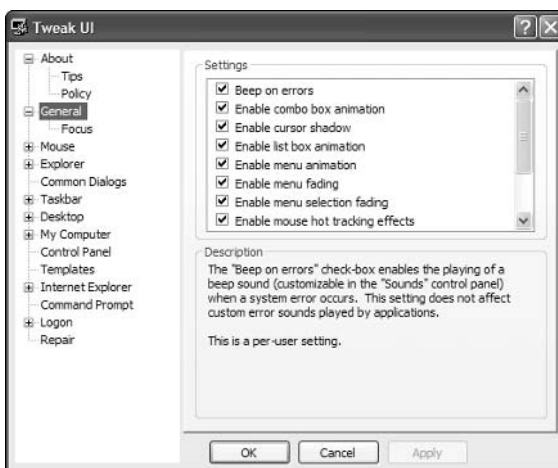 Tweak UI
About
Tips
Policy
General
Focus
Mouse
Explorer
Common Dialogs
Taskbar
Desktop
My Computer
Control Panel
Templates
Internet Explorer
Command Prompt
Logon
Repair
Settings
Beep on errors
Enable combo box animation
Enable cursor shadow
Enable list box animation
Enable menu animation
Enable menu fading
Enable menu selection fading
Enable mouse hot tracking effects
Description
The "Beep on errors" check-box enables the playing of a
beep sound (customizable in the "Sounds" control panel)
when a system error occurs. This setting does not affect
custom error sounds played by applications.
This is a per-user setting.
OK
Cancel
Apply